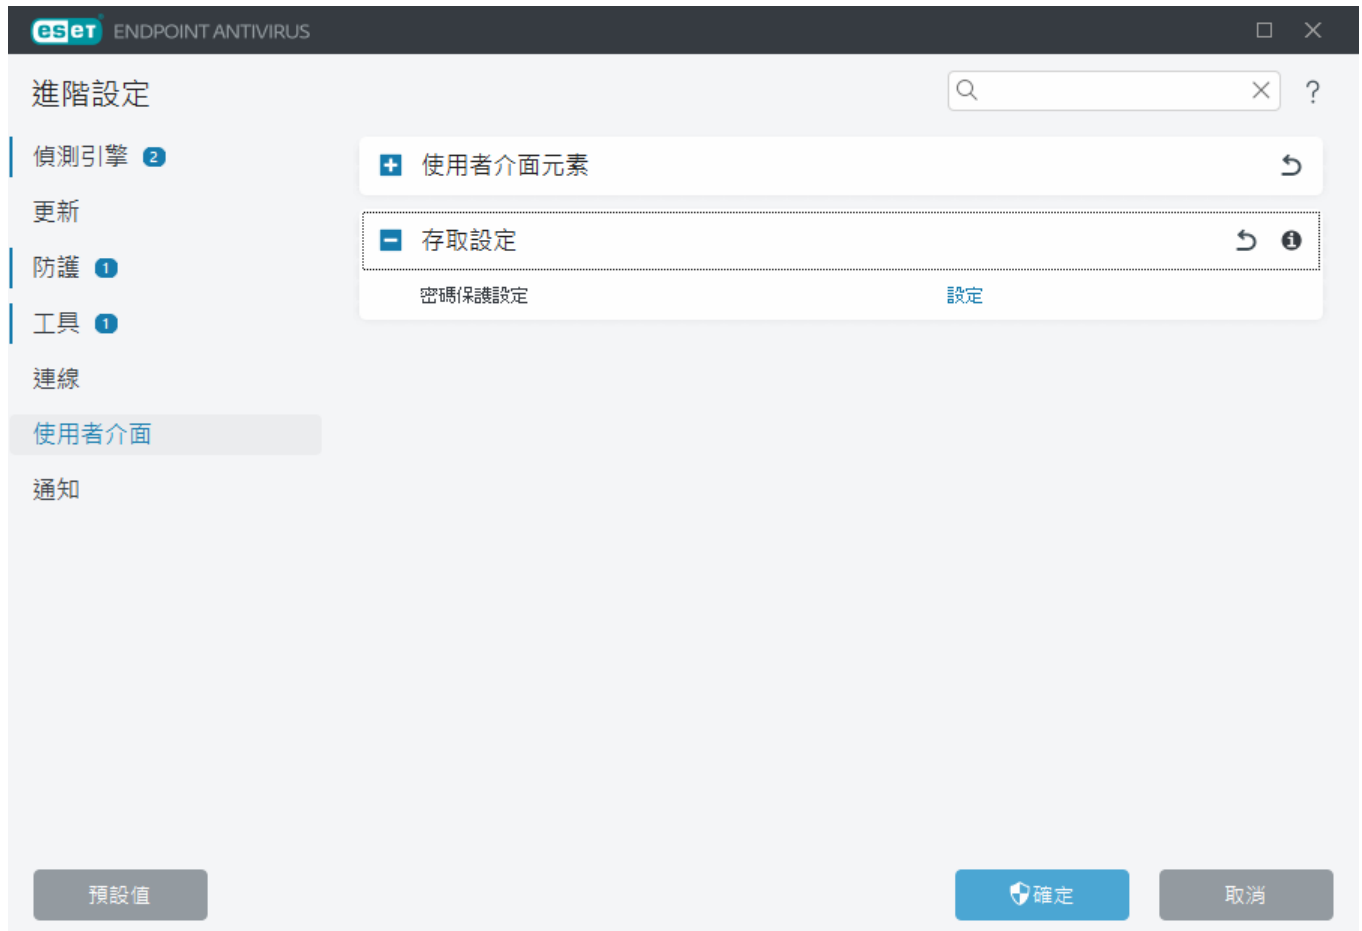 eset ENDPOINT ANTIVIRUS
進階設定
?
偵測引擎 2
更新
防護 1
工具 1
連線
使用者介面
通知
使用者介面元素
存取設定
密碼保護設定 設定
預設值
確定
取消